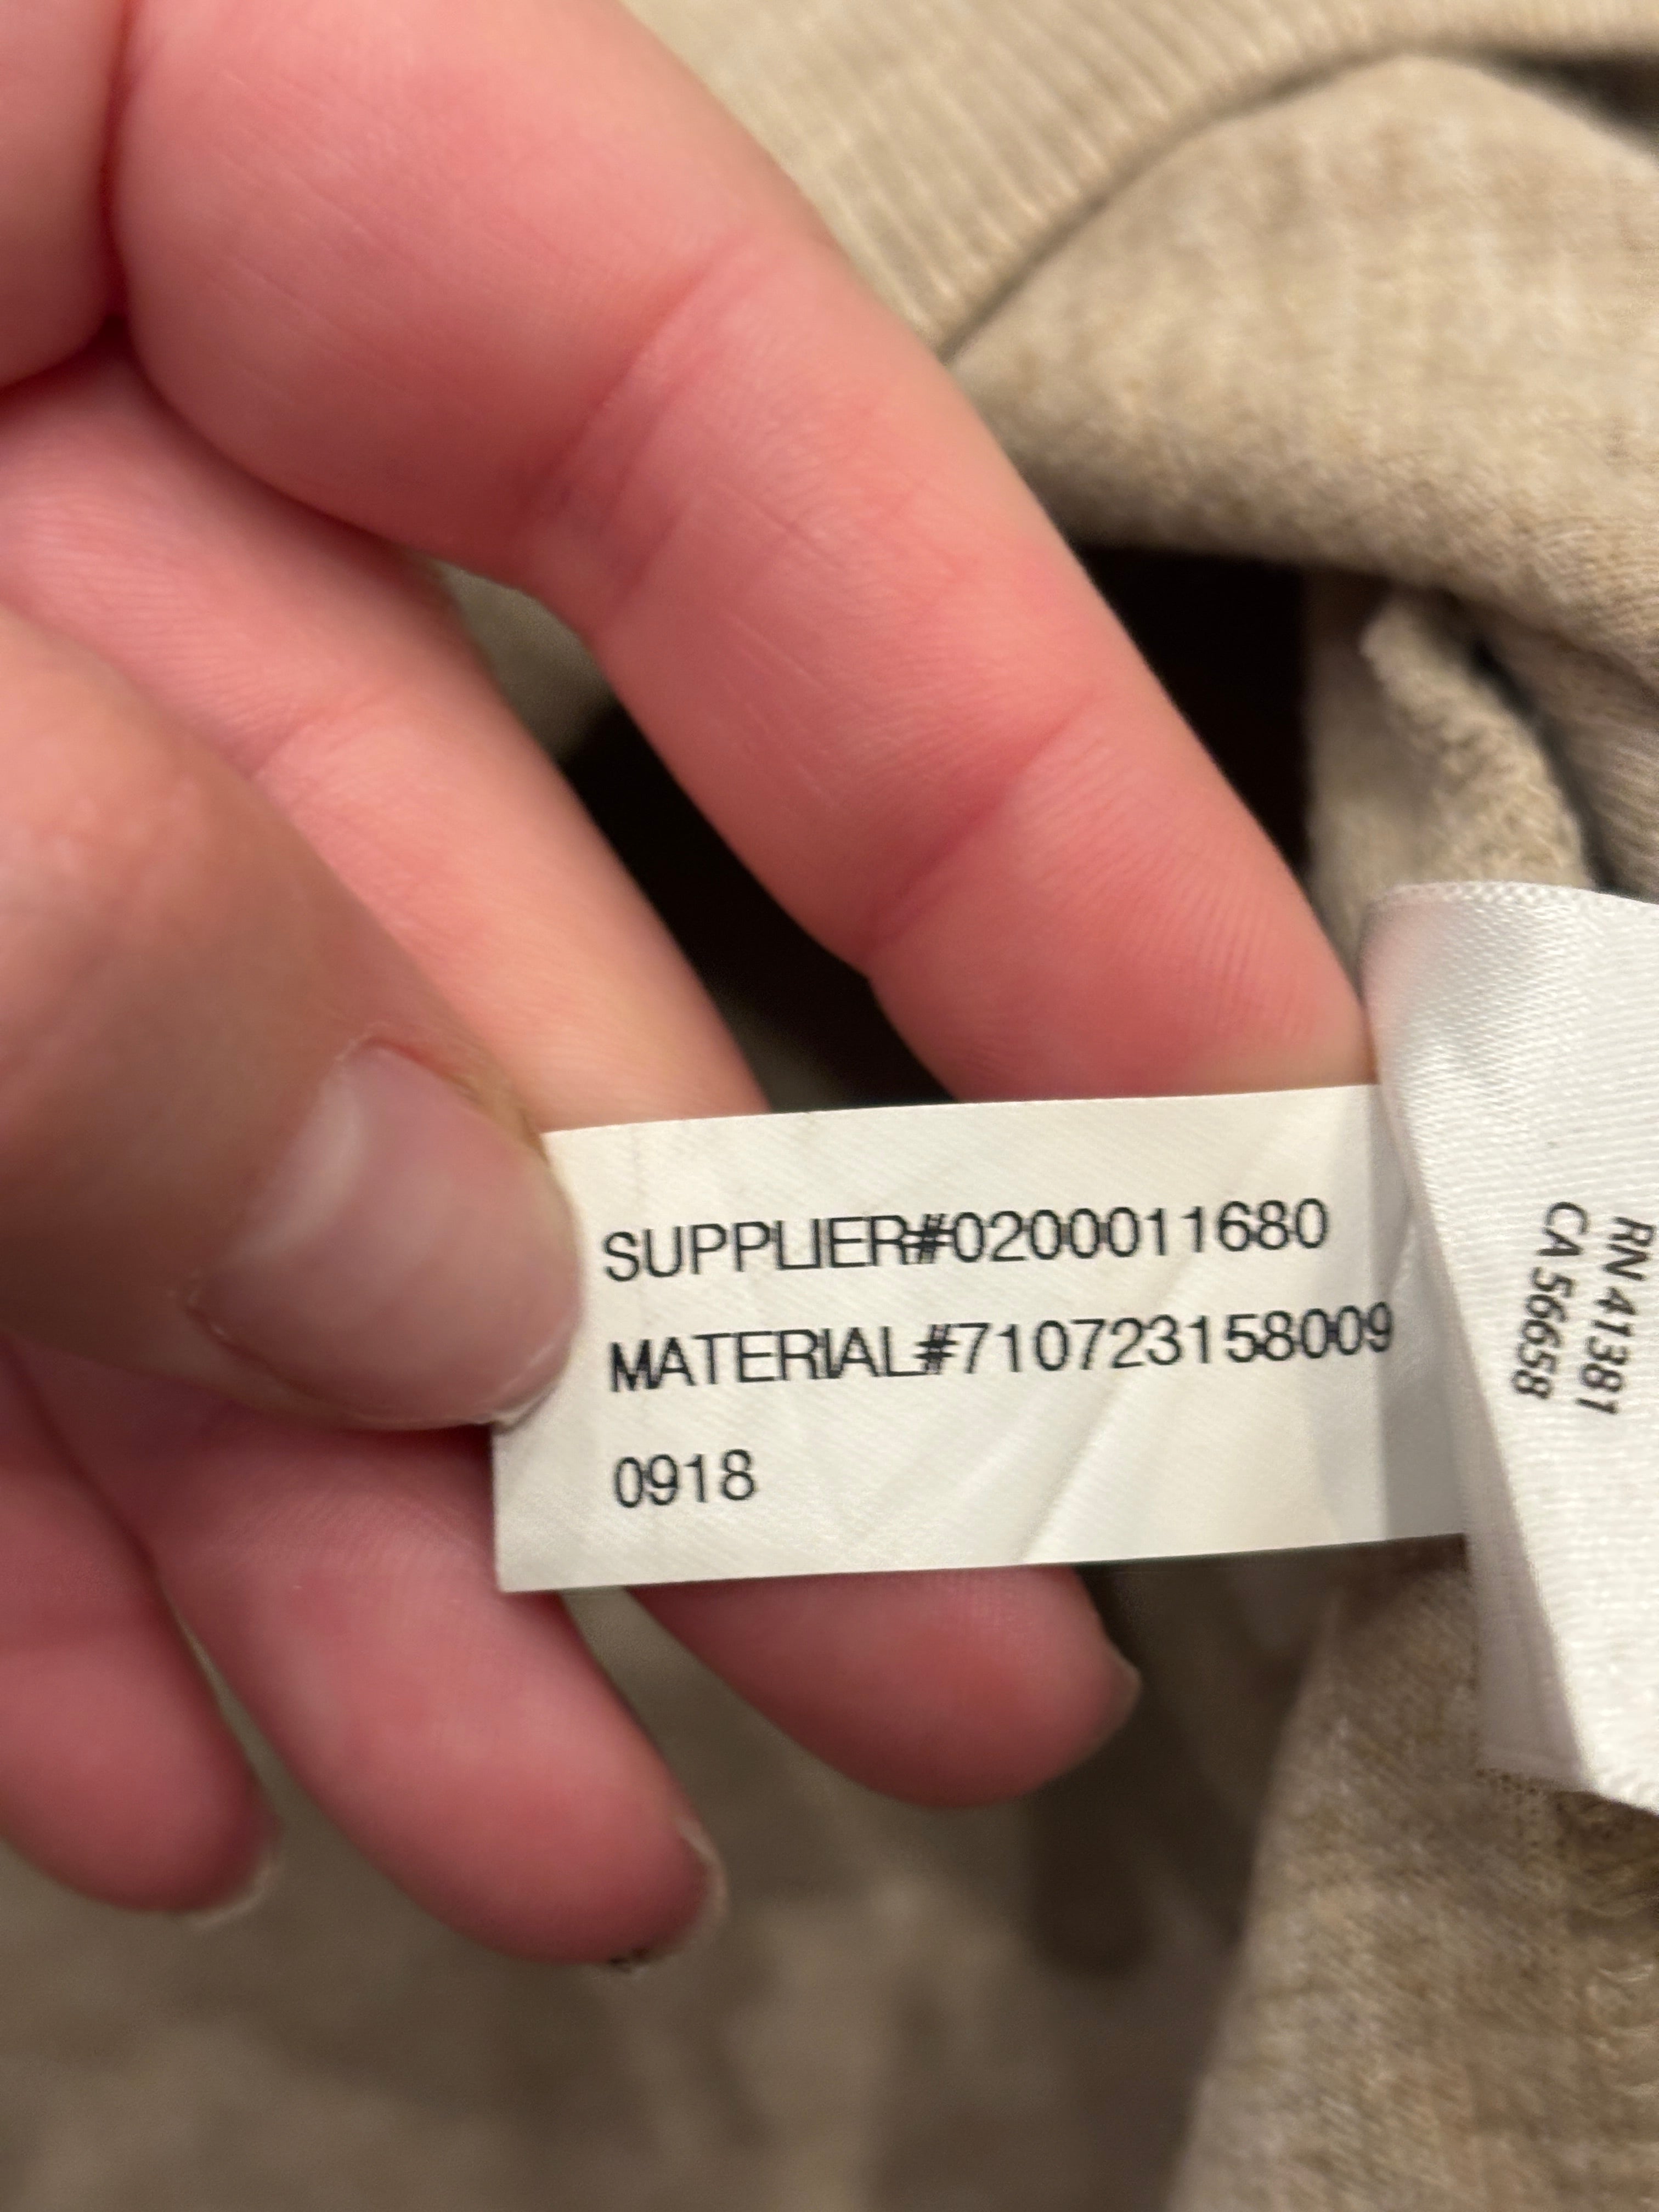 SUPPLIER#0200011680
MATERIAL#710723158009
0918
RN 41381
CA 56658